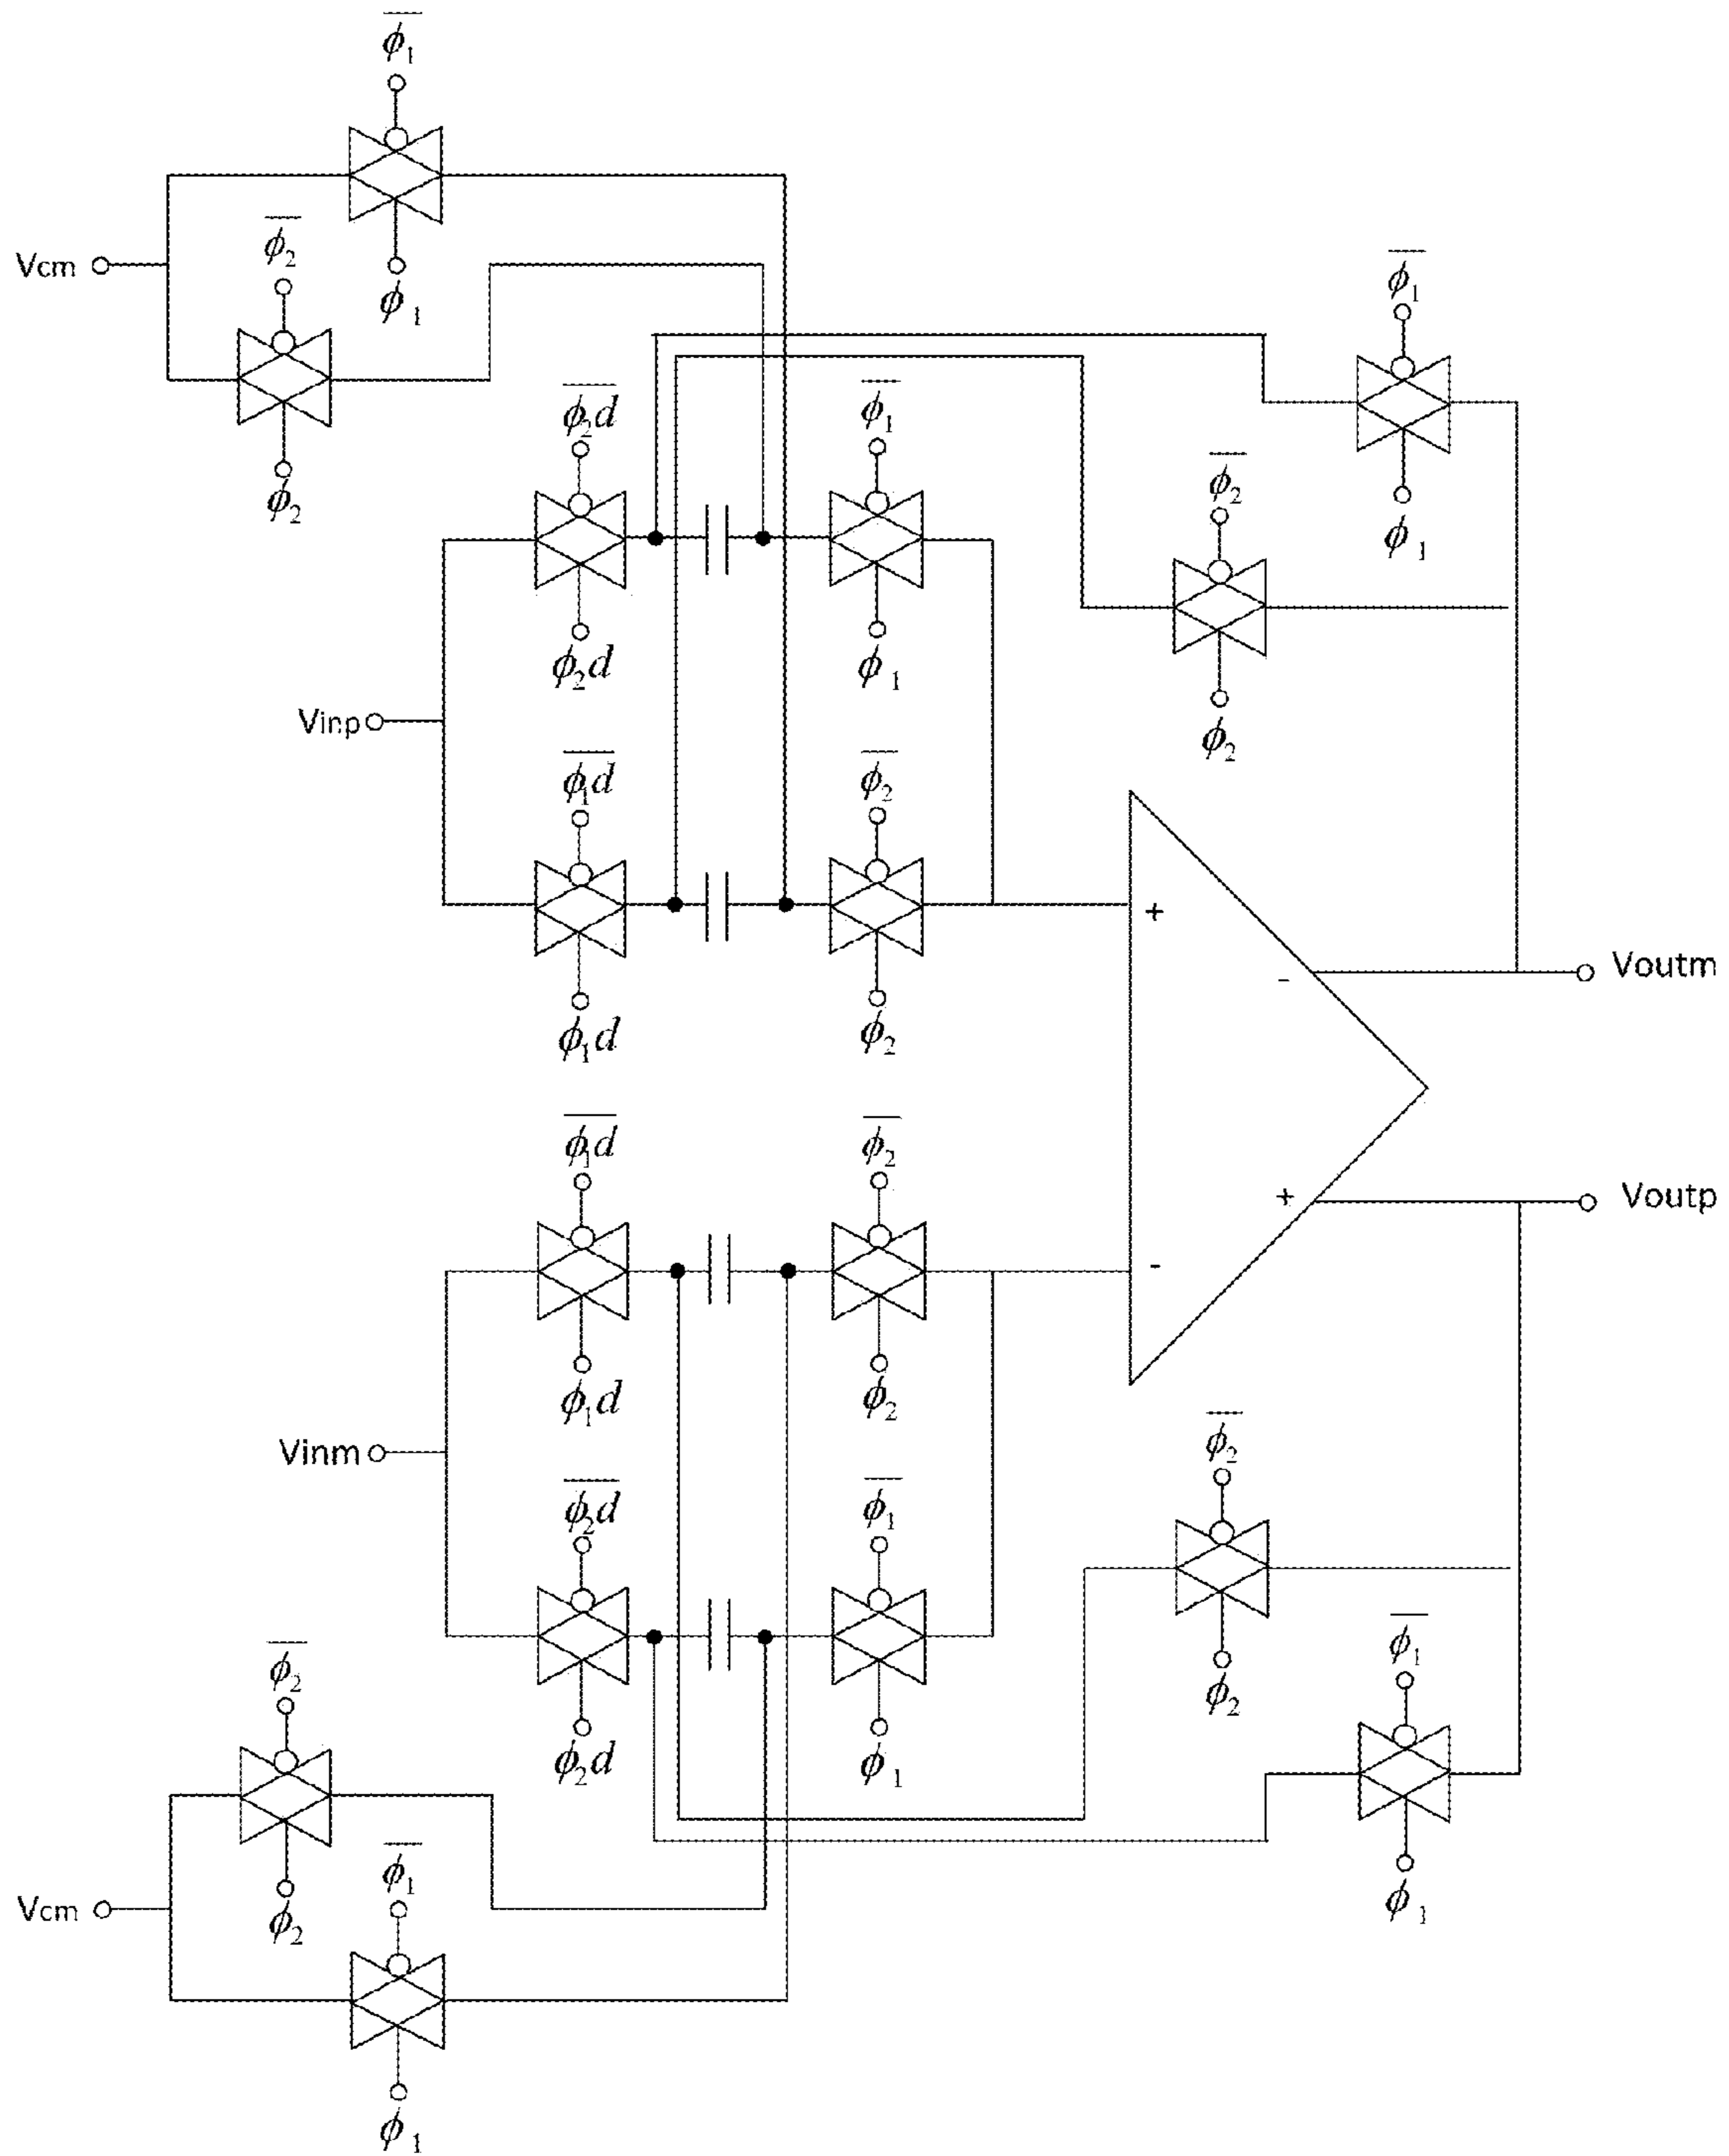 ϕ̅₁
Vcm
ϕ̅₂
ϕ₁
ϕ₂
ϕ̅₁
ϕ₁
ϕ̅₂d̅
ϕ̅₁
ϕ̅₂
ϕ₂d
ϕ₁
ϕ₂
Vinp
ϕ̅₁d̅
ϕ̅₂
ϕ₁d
ϕ₂
+
-
Voutm
ϕ̅₁d̅
ϕ̅₂
+
Voutp
-
ϕ₁d
ϕ₂
Vinm
ϕ̅₂d̅
ϕ̅₁
ϕ̅₂
ϕ₂d
ϕ₁
ϕ₂
ϕ̅₁
ϕ₁
ϕ̅₂
ϕ₂
Vcm
ϕ̅₁
ϕ₁